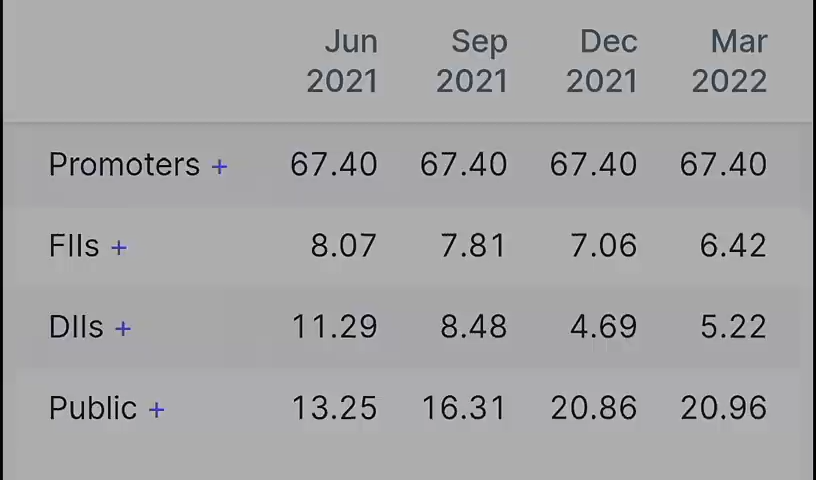 Jun Sep Dec Mar
2021 2021 2021 2022
Promoters + 67.40 67.40 67.40 67.40
FIIs + 8.07 7.81 7.06 6.42
DIIs + 11.29 8.48 4.69 5.22
Public + 13.25 16.31 20.86 20.96